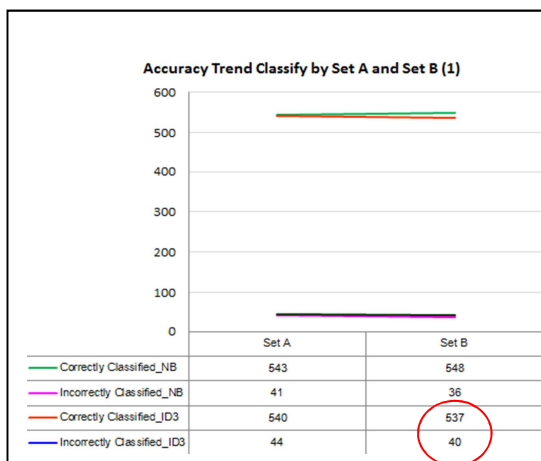 Accuracy Trend Classify by Set A and Set B (1)
600
500
400
300
200
100
0
Set A Set B
Correctly Classified_NB 543 548
Incorrectly Classified_NB 41 36
Correctly Classified_ID3 540 537
Incorrectly Classified_ID3 44 40